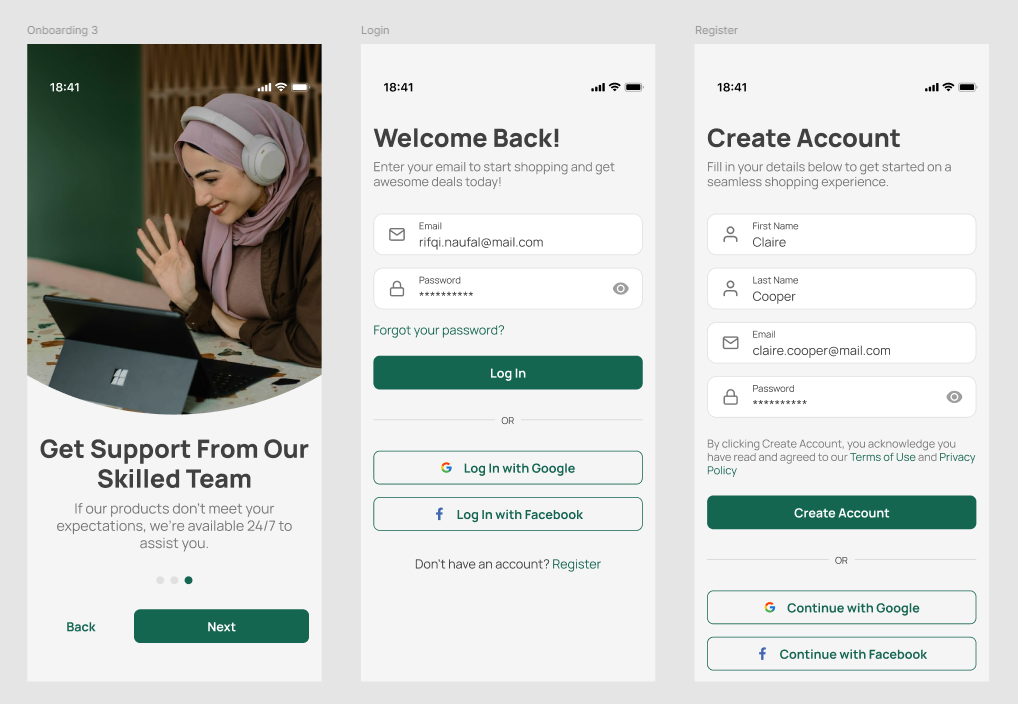 Onboarding 3
18:41
Get Support From Our
Skilled Team
If our products don't meet your
expectations, we're available 24/7 to
assist you.
Back
Next
Login
18:41
Welcome Back!
Enter your email to start shopping and get
awesome deals today!
Email
rifqi.naufal@mail.com
Password
**********
Forgot your password?
Log In
OR
Log In with Google
Log In with Facebook
Don't have an account? Register
Register
18:41
Create Account
Fill in your details below to get started on a
seamless shopping experience.
First Name
Claire
Last Name
Cooper
Email
claire.cooper@mail.com
Password
**********
By clicking Create Account, you acknowledge you
have read and agreed to our Terms of Use and Privacy
Policy
Create Account
OR
Continue with Google
Continue with Facebook